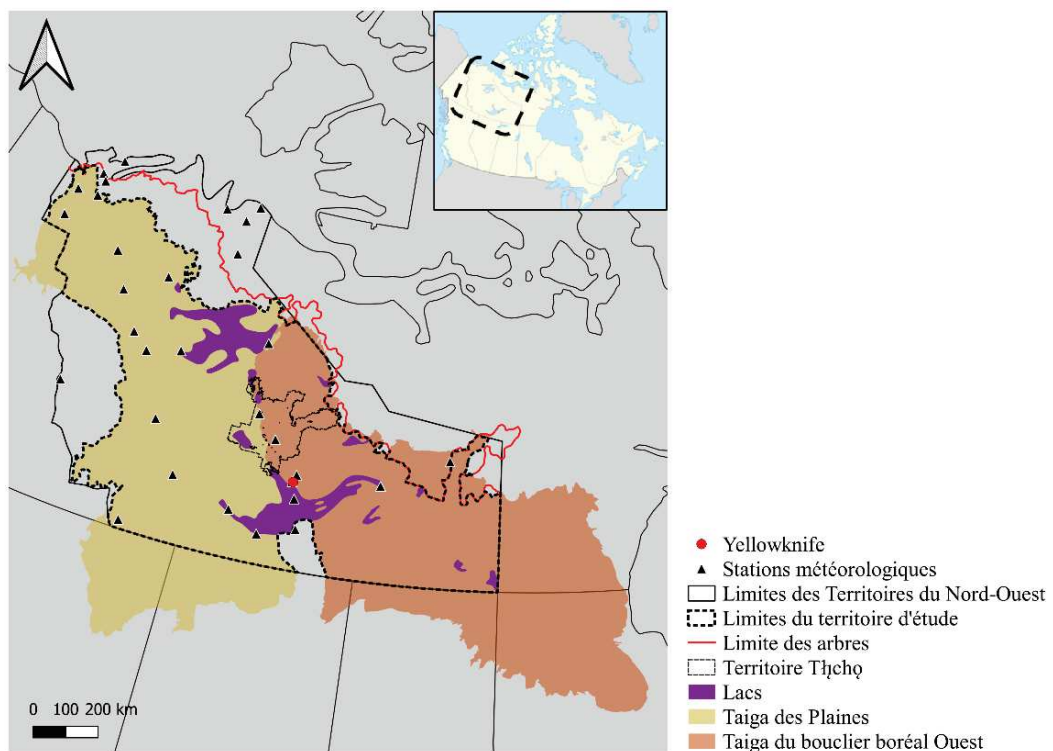 Yellowknife
Stations météorologiques
Limites des Territoires du Nord-Ouest
Limites du territoire d'étude
Limite des arbres
Territoire Tłı̨chǫ
Lacs
Taiga des Plaines
Taiga du bouclier boréal Ouest
0 100 200 km